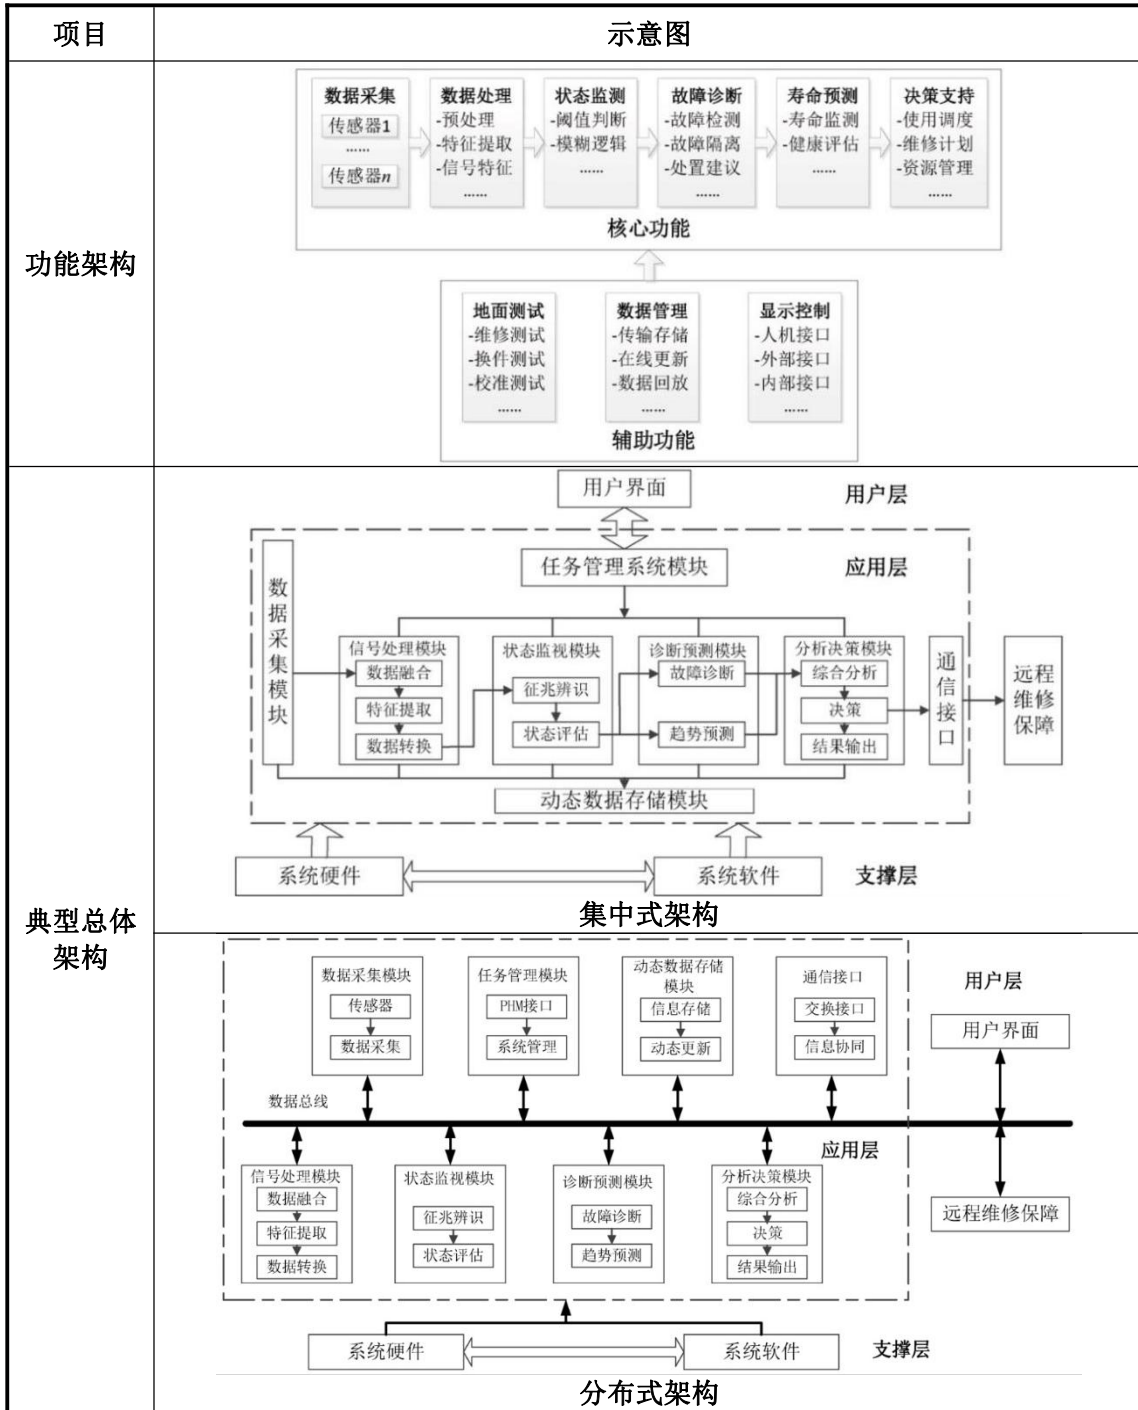 项目
示意图
功能架构
数据采集
传感器1
......
传感器n
数据处理
-预处理
-特征提取
-信号特征
......
状态监测
-阈值判断
-模糊逻辑
......
故障诊断
-故障检测
-故障隔离
-处置建议
......
寿命预测
-寿命监测
-健康评估
......
决策支持
-使用调度
-维修计划
-资源管理
......
核心功能
地面测试
-维修测试
-换件测试
-校准测试
......
数据管理
-传输存储
-在线更新
-数据回放
......
显示控制
-人机接口
-外部接口
-内部接口
......
辅助功能
典型总体
架构
用户界面
用户层
任务管理系统模块
应用层
数据采集模块
信号处理模块
数据融合
特征提取
数据转换
状态监视模块
征兆辨识
状态评估
诊断预测模块
故障诊断
趋势预测
分析决策模块
综合分析
决策
结果输出
通信接口
远程
维修
保障
动态数据存储模块
系统硬件
系统软件
支撑层
集中式架构
数据采集模块
传感器
数据采集
任务管理模块
PHM接口
系统管理
动态数据存储
模块
信息存储
动态更新
通信接口
交换接口
信息协同
用户层
用户界面
数据总线
应用层
信号处理模块
数据融合
特征提取
数据转换
状态监视模块
征兆辨识
状态评估
诊断预测模块
故障诊断
趋势预测
分析决策模块
综合分析
决策
结果输出
远程维修保障
系统硬件
系统软件
支撑层
分布式架构